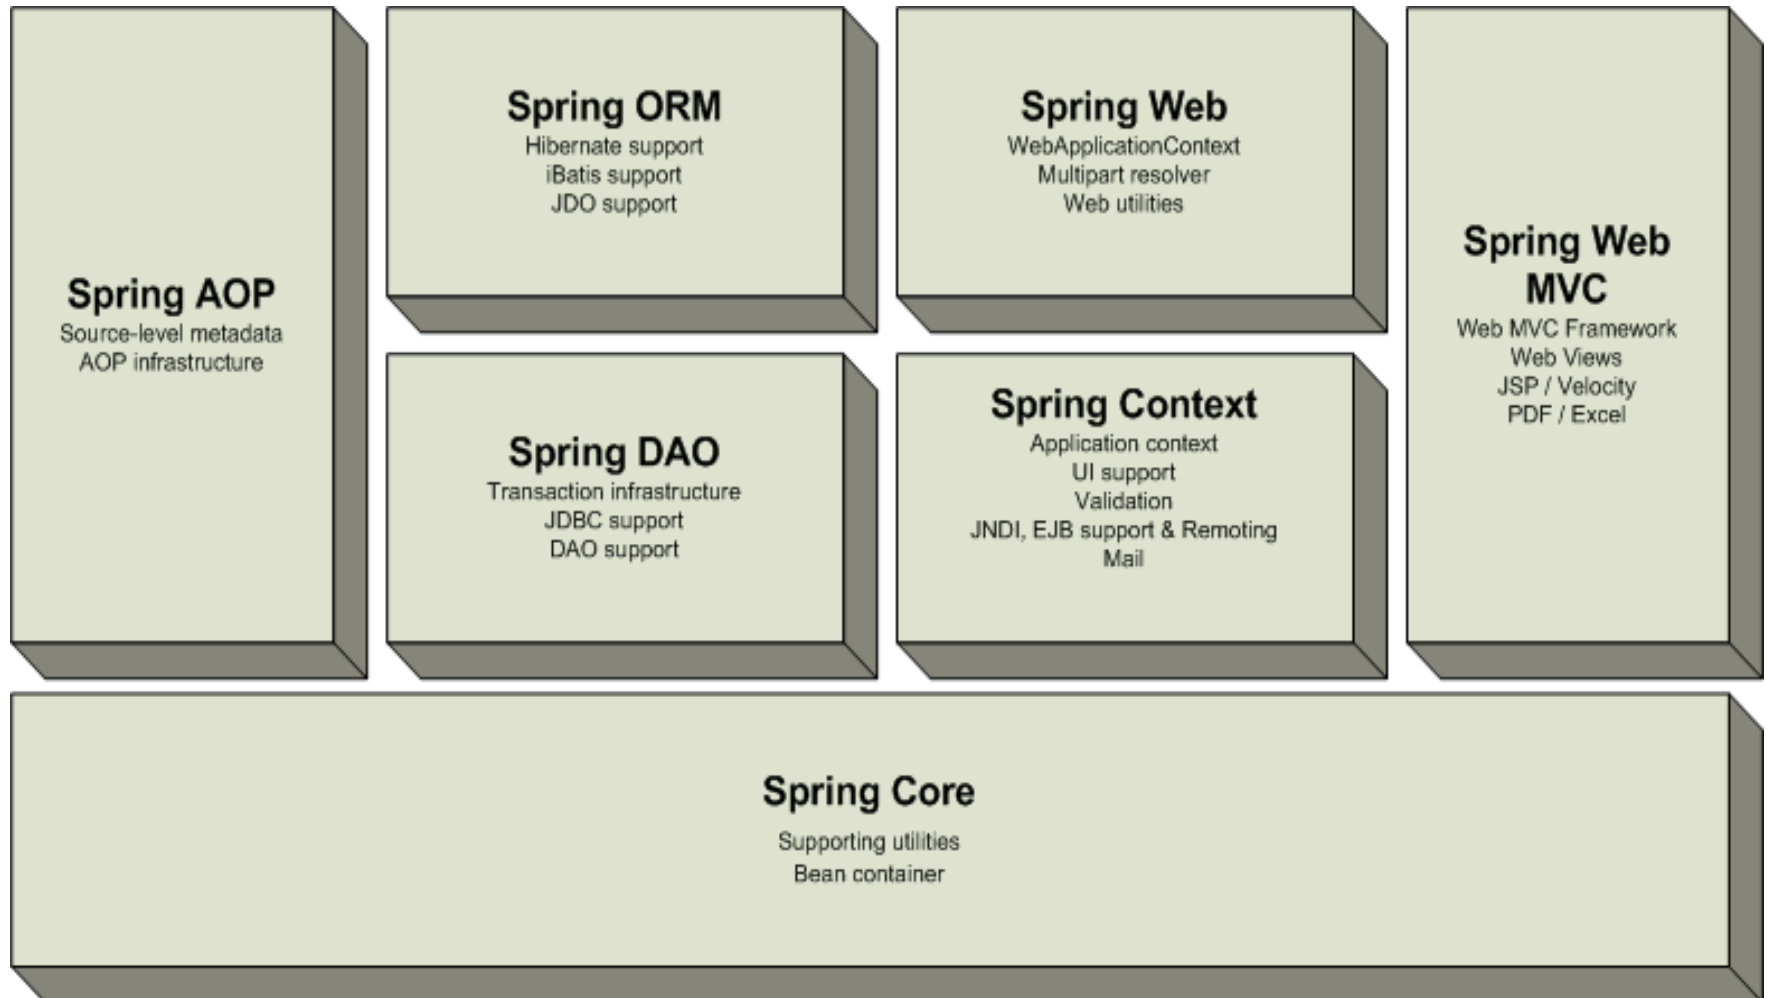 Spring AOP
Source-level metadata
AOP infrastructure
Spring ORM
Hibernate support
iBatis support
JDO support
Spring DAO
Transaction infrastructure
JDBC support
DAO support
Spring Web
WebApplicationContext
Multipart resolver
Web utilities
Spring Context
Application context
UI support
Validation
JNDI, EJB support & Remoting
Mail
Spring Web
MVC
Web MVC Framework
Web Views
JSP / Velocity
PDF / Excel
Spring Core
Supporting utilities
Bean container